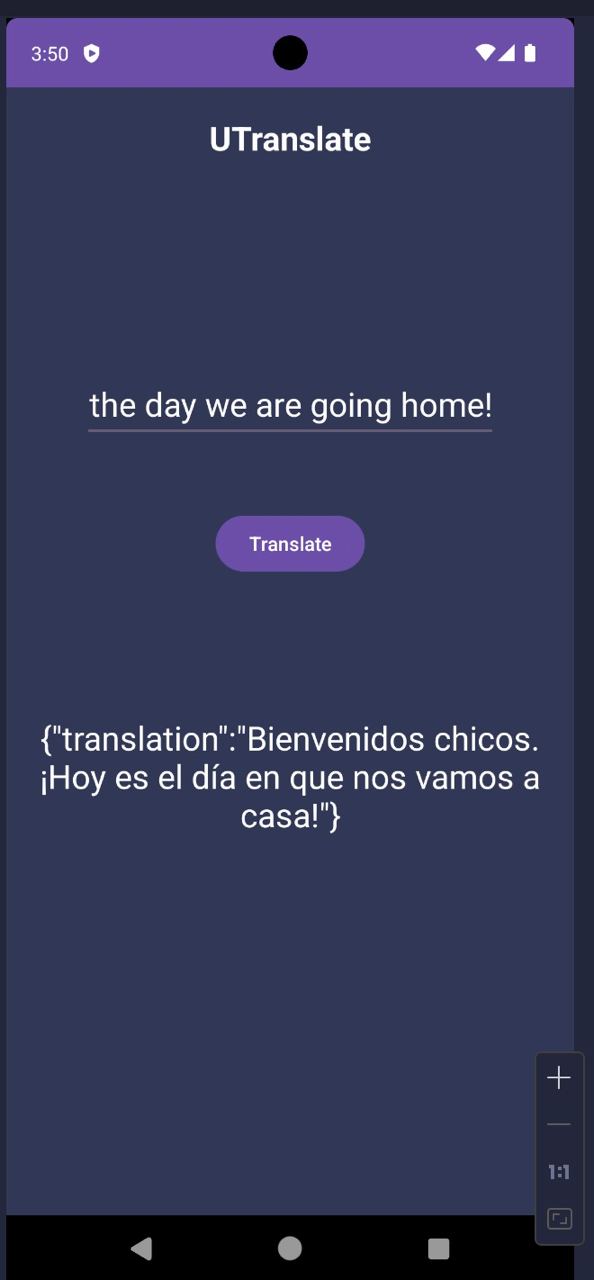 3:50
UTranslate
the day we are going home!
Translate
{"translation":"Bienvenidos chicos.
¡Hoy es el día en que nos vamos a
casa!"}
1:1